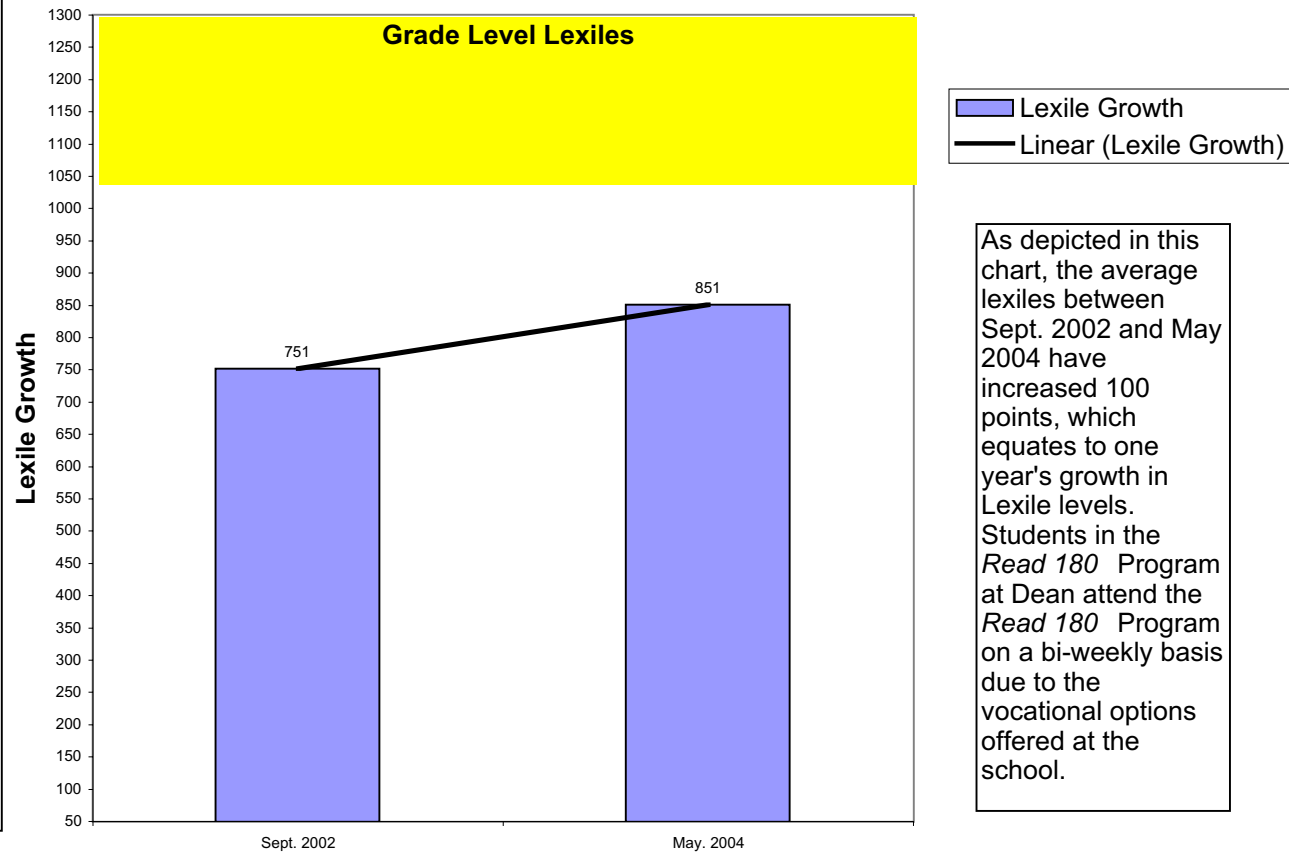 Grade Level Lexiles
1300
1250
1200
1150
1100
1050
1000
950
900
850
800
750
700
650
600
550
500
450
400
350
300
250
200
150
100
50
Lexile Growth
751
851
Sept. 2002
May. 2004
Lexile Growth
Linear (Lexile Growth)
As depicted in this
chart, the average
lexiles between
Sept. 2002 and May
2004 have
increased 100
points, which
equates to one
year's growth in
Lexile levels.
Students in the
Read 180 Program
at Dean attend the
Read 180 Program
on a bi-weekly basis
due to the
vocational options
offered at the
school.